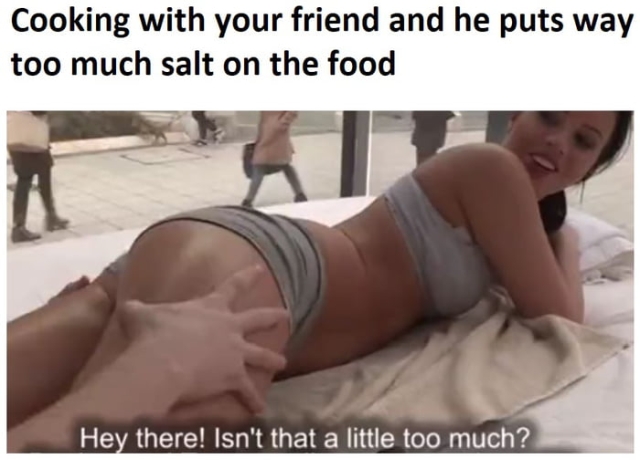 Cooking with your friend and he puts way
too much salt on the food
Hey there! Isn't that a little too much?